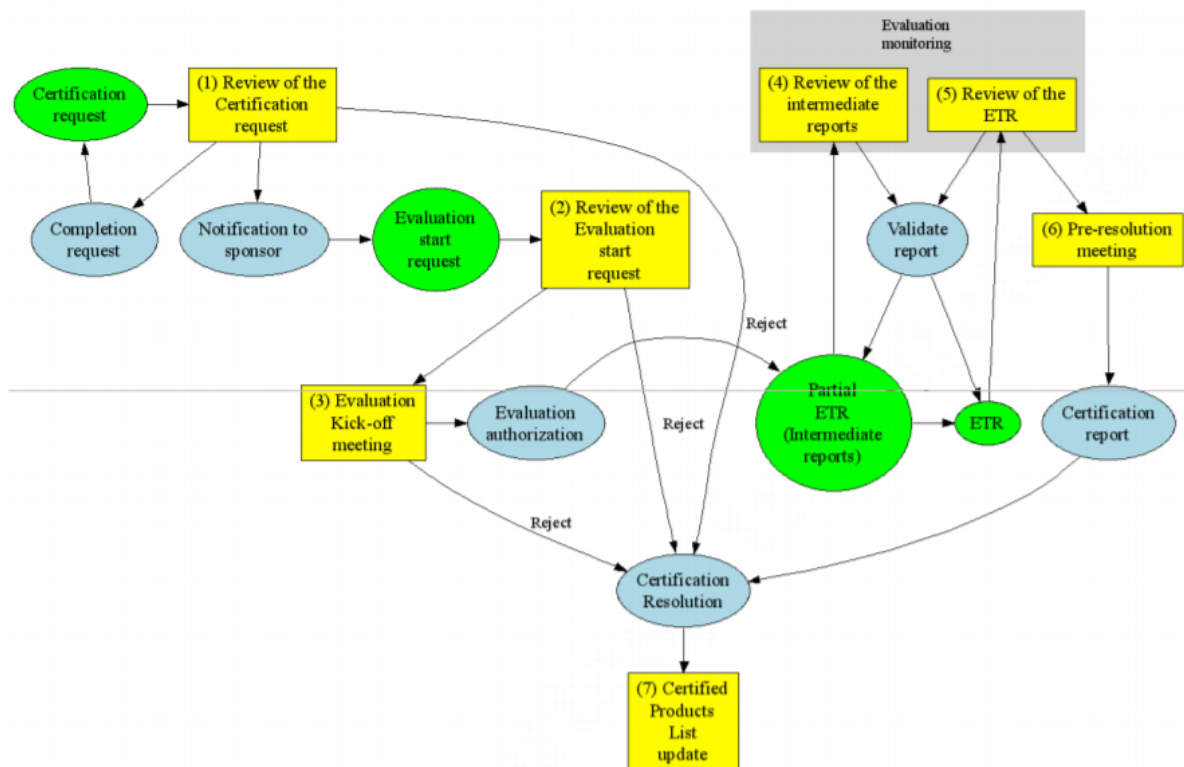 Evaluation
monitoring
Certification
request
(1) Review of the
Certification
request
(4) Review of the
intermediate
reports
(5) Review of the
ETR
Completion
request
Notification to
sponsor
Evaluation
start
request
(2) Review of the
Evaluation
start
request
Validate
report
(6) Pre-resolution
meeting
Reject
(3) Evaluation
Kick-off
meeting
Evaluation
authorization
Reject
Partial
ETR
(Intermediate
reports)
ETR
Certification
report
Reject
Certification
Resolution
(7) Certified
Products
List
update